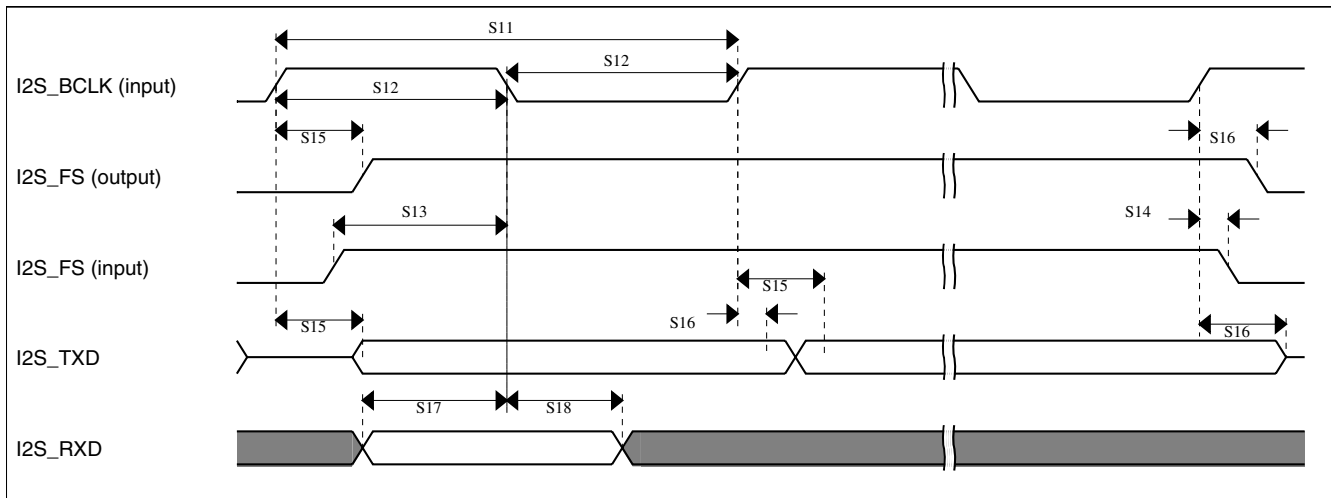 S11
I2S_BCLK (input)
S12
S12
S15
S16
I2S_FS (output)
S13
S14
I2S_FS (input)
S15
S16
S15
S16
I2S_TXD
S17
S18
I2S_RXD